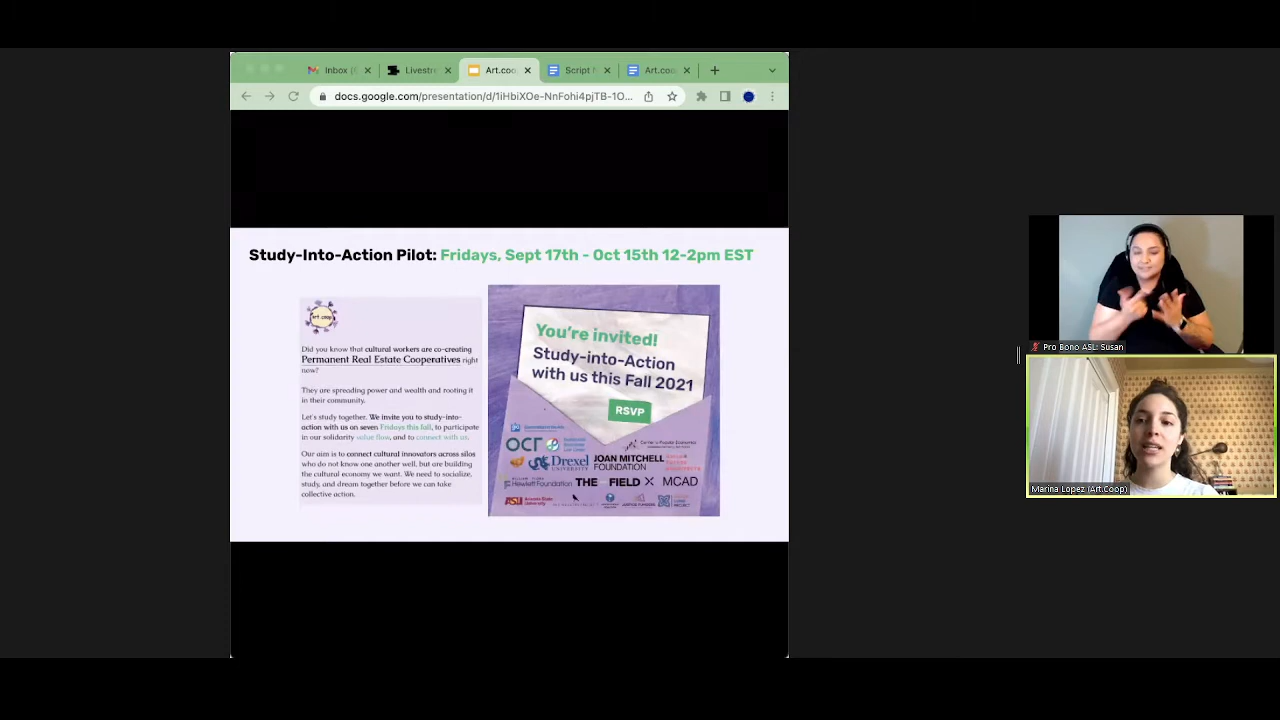 Inbox (
Livestre
Art.coo
Script f
Art.coo
docs.google.com/presentation/d/1iHbiXOe-NnFohi4pjTB-1O...
Study-Into-Action Pilot: Fridays, Sept 17th - Oct 15th 12-2pm EST
art.coop
Did you know that cultural workers are co-creating
Permanent Real Estate Cooperatives right
now?
They are spreading power and wealth and rooting it
in their community.
Let's study together. We invite you to study-into-
action with us on seven Fridays this fall, to participate
in our solidarity value flow, and to connect with us.
Our aim is to connect cultural innovators across silos
who do not know one another well, but are building
the cultural economy we want. We need to socialize,
study, and dream together before we can take
collective action.
You're invited!
Study-into-Action
with us this Fall 2021
RSVP
OCF
Drexel
UNIVERSITY
JOAN MITCHELL
FOUNDATION
Hewlett Foundation
THE FIELD
MCAD
ASU Arizona State
University
Pro Bono ASL: Susan
Marina Lopez (Art.Coop)